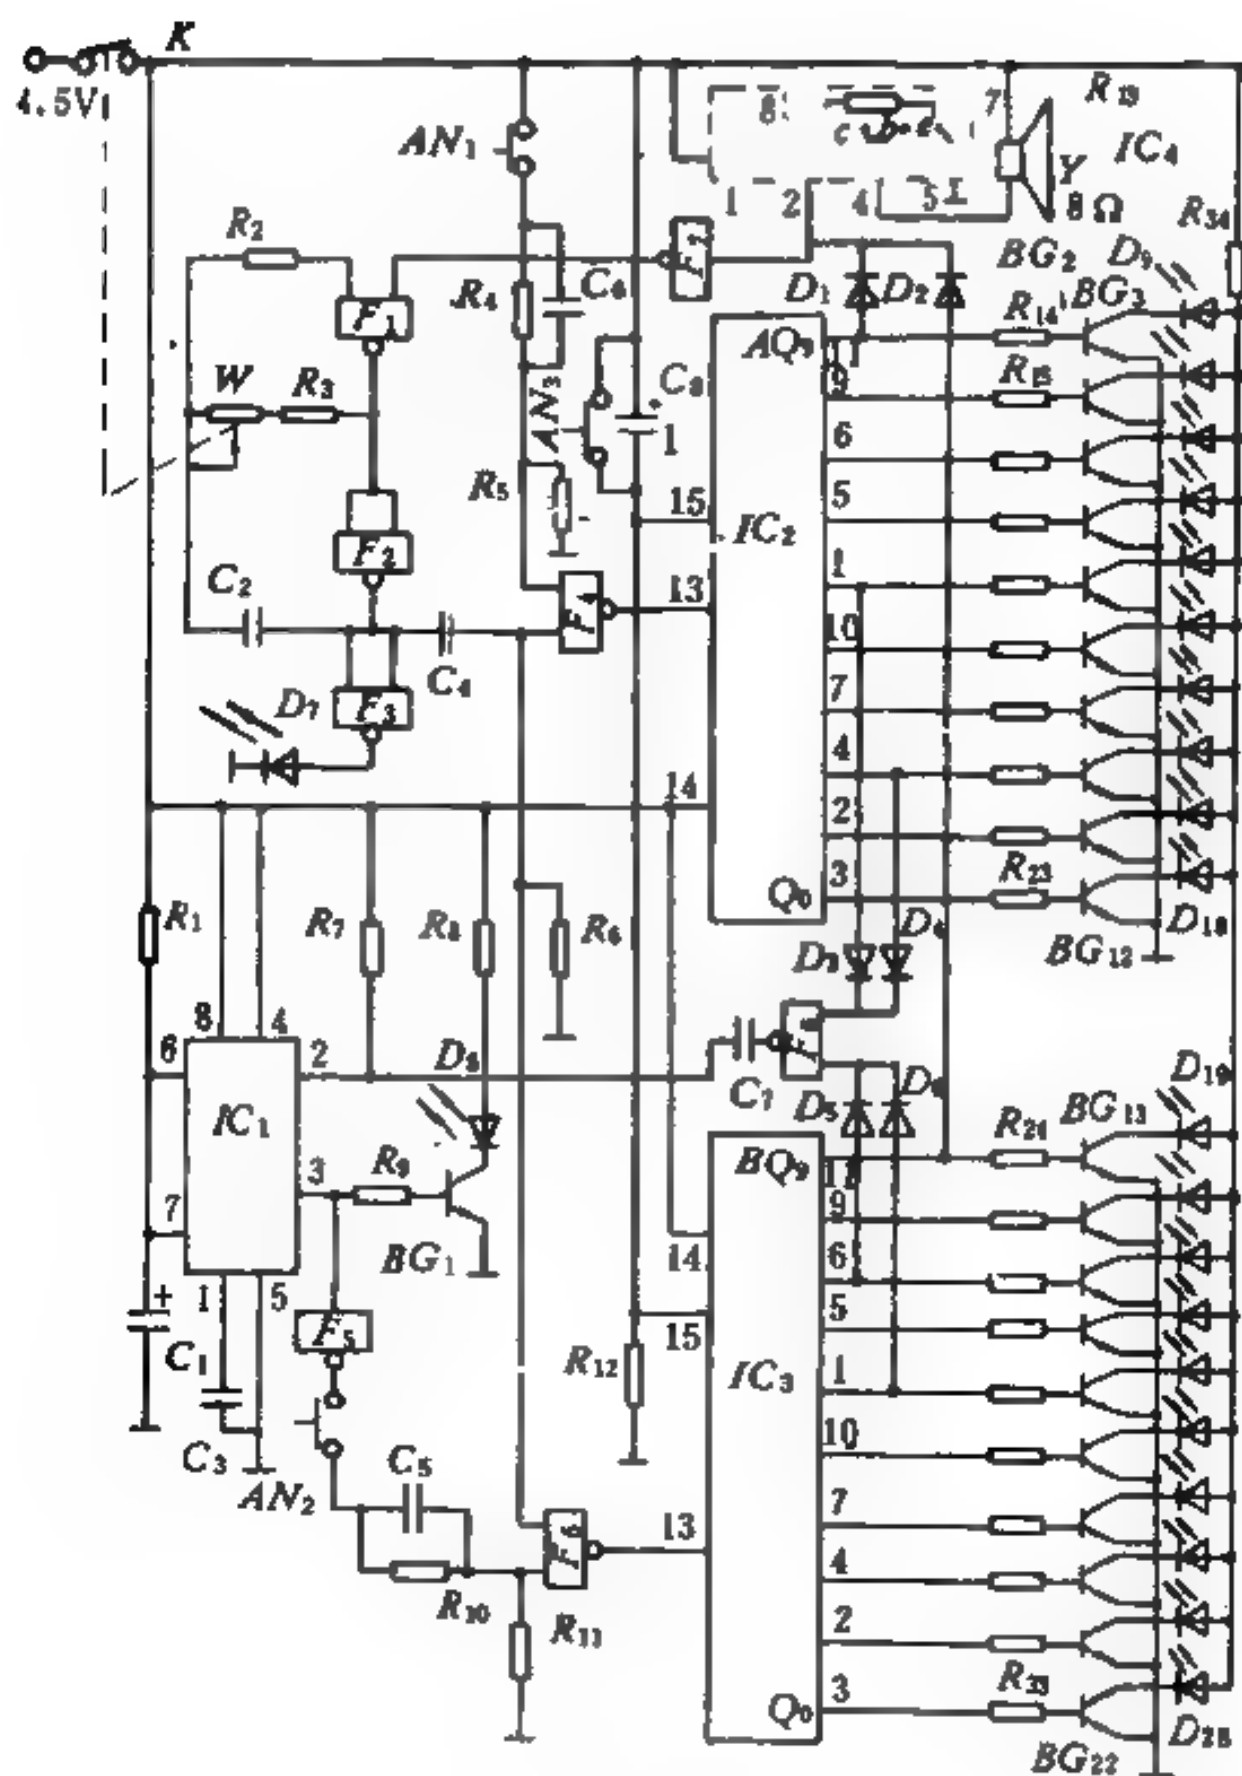 K
4.5V
R19
8
c b e
7
IC4
AN1
1
2
4
5
Y
8Ω
R34
R2
BG2
D9
F7
D1
D2
R4
C6
F1
R14
BG3
AQ9
11
W
R3
AN3
C8
9
R15
1
6
R5
5
15
IC2
F2
1
C2
13
F4
10
C4
7
D7
F3
4
14
2
3
R23
Q0
R1
R7
R8
R6
D4
D18
BG12
D3
8
4
F8
6
2
D8
D19
C7
D5
D6
BG13
IC1
R24
BQ9
3
R9
11
9
7
BG1
14
6
1
5
5
F5
15
C1
R12
IC3
1
C3
10
AN2
C5
7
13
F6
4
R10
R11
2
R33
3
Q0
D28
BG22